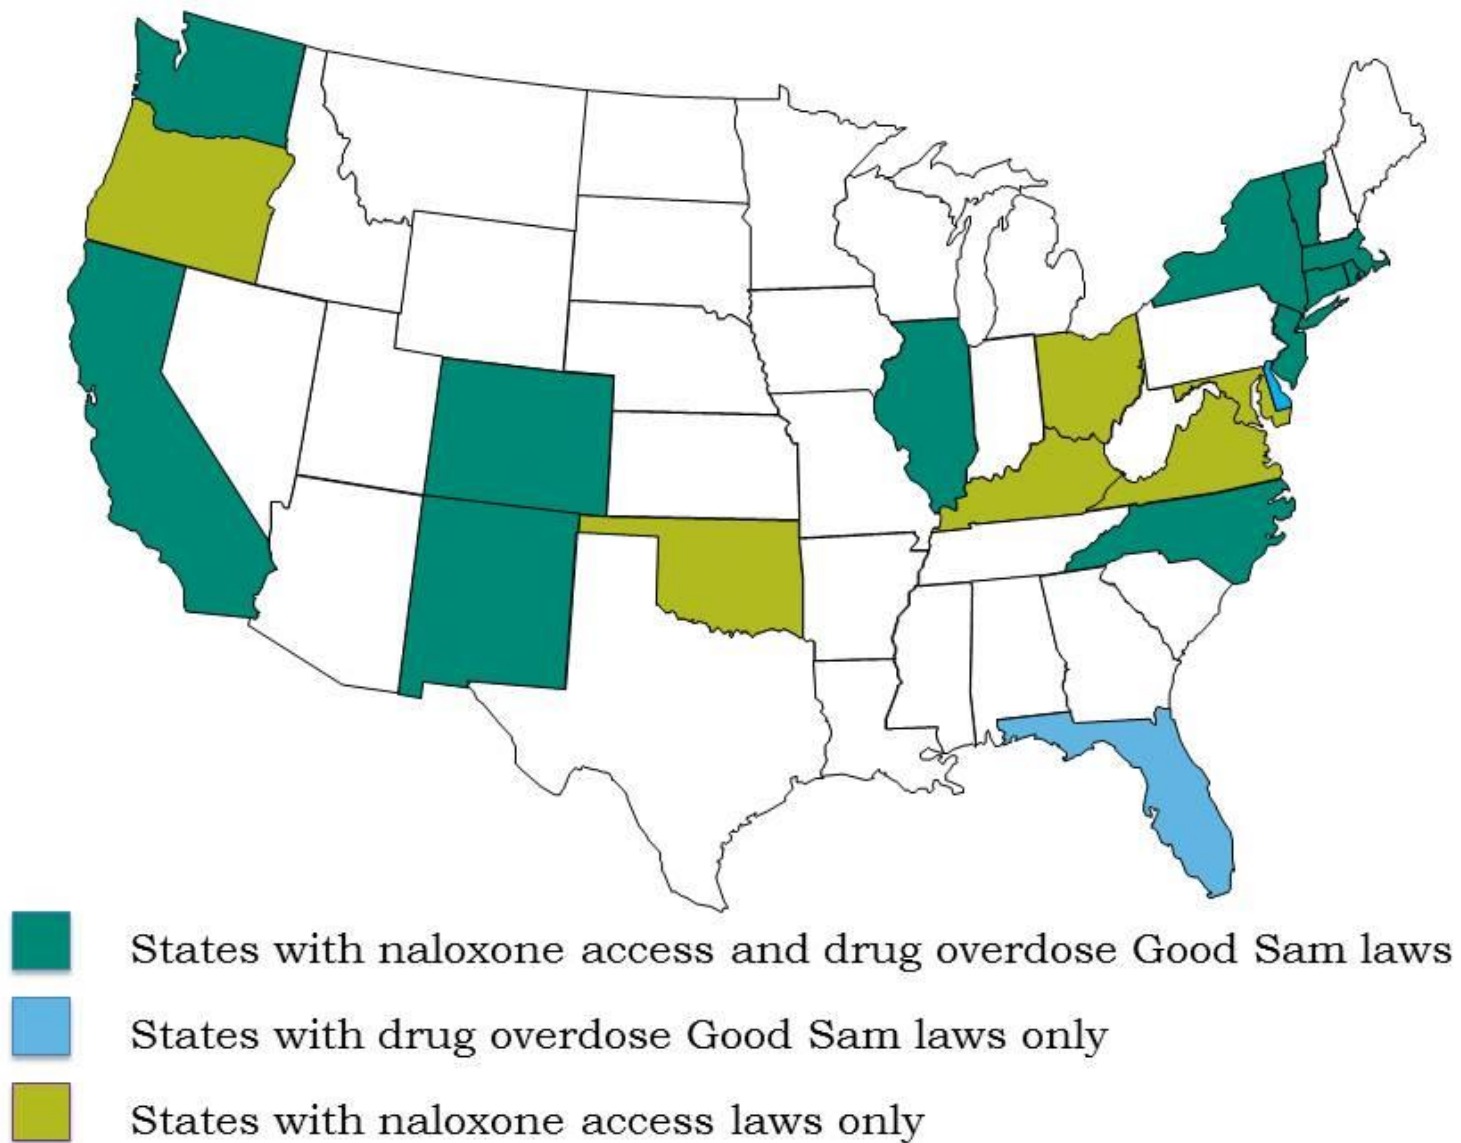 States with naloxone access and drug overdose Good Sam laws
States with drug overdose Good Sam laws only
States with naloxone access laws only